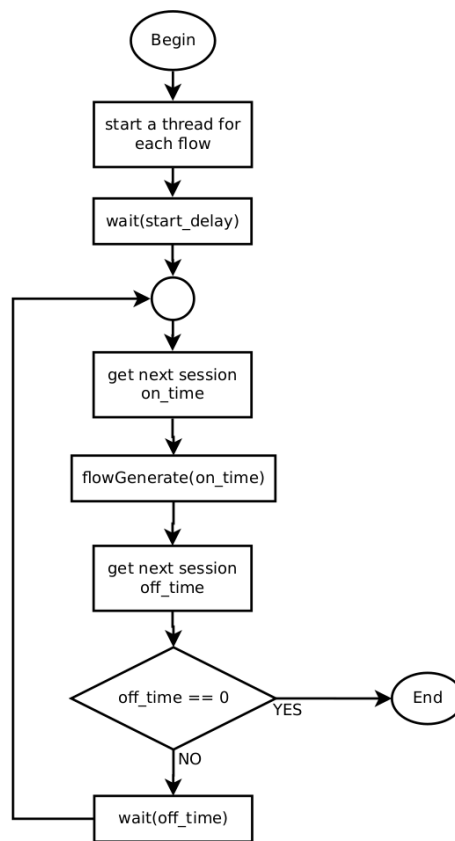 Begin
start a thread for
each flow
wait(start_delay)
get next session
on_time
flowGenerate(on_time)
get next session
off_time
off_time == 0
YES
End
NO
wait(off_time)